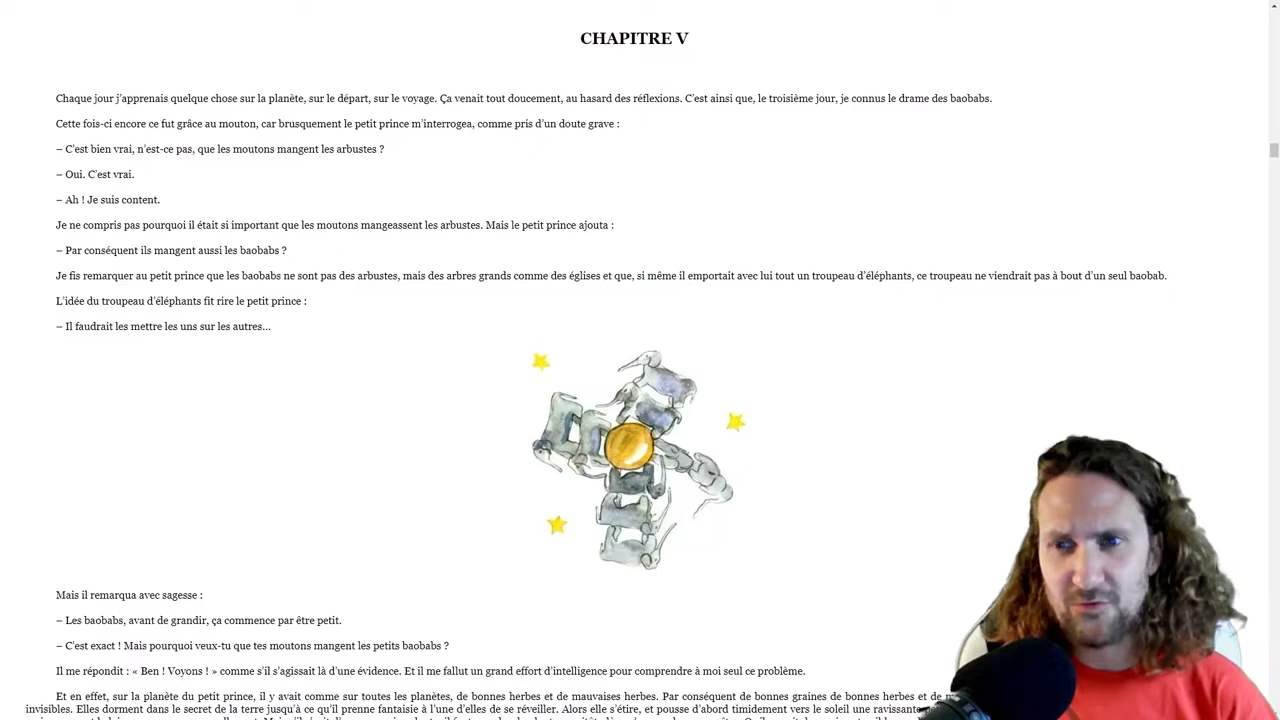 CHAPITRE V
Chaque jour j’apprenais quelque chose sur la planète, sur le départ, sur le voyage. Ça venait tout doucement, au hasard des réflexions. C’est ainsi que, le troisième jour, je connus le drame des baobabs.
Cette fois-ci encore ce fut grâce au mouton, car brusquement le petit prince m’interrogea, comme pris d’un doute grave :
– C’est bien vrai, n’est-ce pas, que les moutons mangent les arbustes ?
– Oui. C’est vrai.
– Ah ! Je suis content.
Je ne compris pas pourquoi il était si important que les moutons mangeassent les arbustes. Mais le petit prince ajouta :
– Par conséquent ils mangent aussi les baobabs ?
Je fis remarquer au petit prince que les baobabs ne sont pas des arbustes, mais des arbres grands comme des églises et que, si même il emportait avec lui tout un troupeau d’éléphants, ce troupeau ne viendrait pas à bout d’un seul baobab.
L’idée du troupeau d’éléphants fit rire le petit prince :
– Il faudrait les mettre les uns sur les autres…
Mais il remarqua avec sagesse :
– Les baobabs, avant de grandir, ça commence par être petit.
– C’est exact ! Mais pourquoi veux-tu que tes moutons mangent les petits baobabs ?
Il me répondit : « Ben ! Voyons ! » comme s’il s’agissait là d’une évidence. Et il me fallut un grand effort d’intelligence pour comprendre à moi seul ce problème.
Et en effet, sur la planète du petit prince, il y avait comme sur toutes les planètes, de bonnes herbes et de mauvaises herbes. Par conséquent de bonnes graines de bonnes herbes et de
invisibles. Elles dorment dans le secret de la terre jusqu’à ce qu’il prenne fantaisie à l’une d’elles de se réveiller. Alors elle s’étire, et pousse d’abord timidement vers le soleil une ravissante